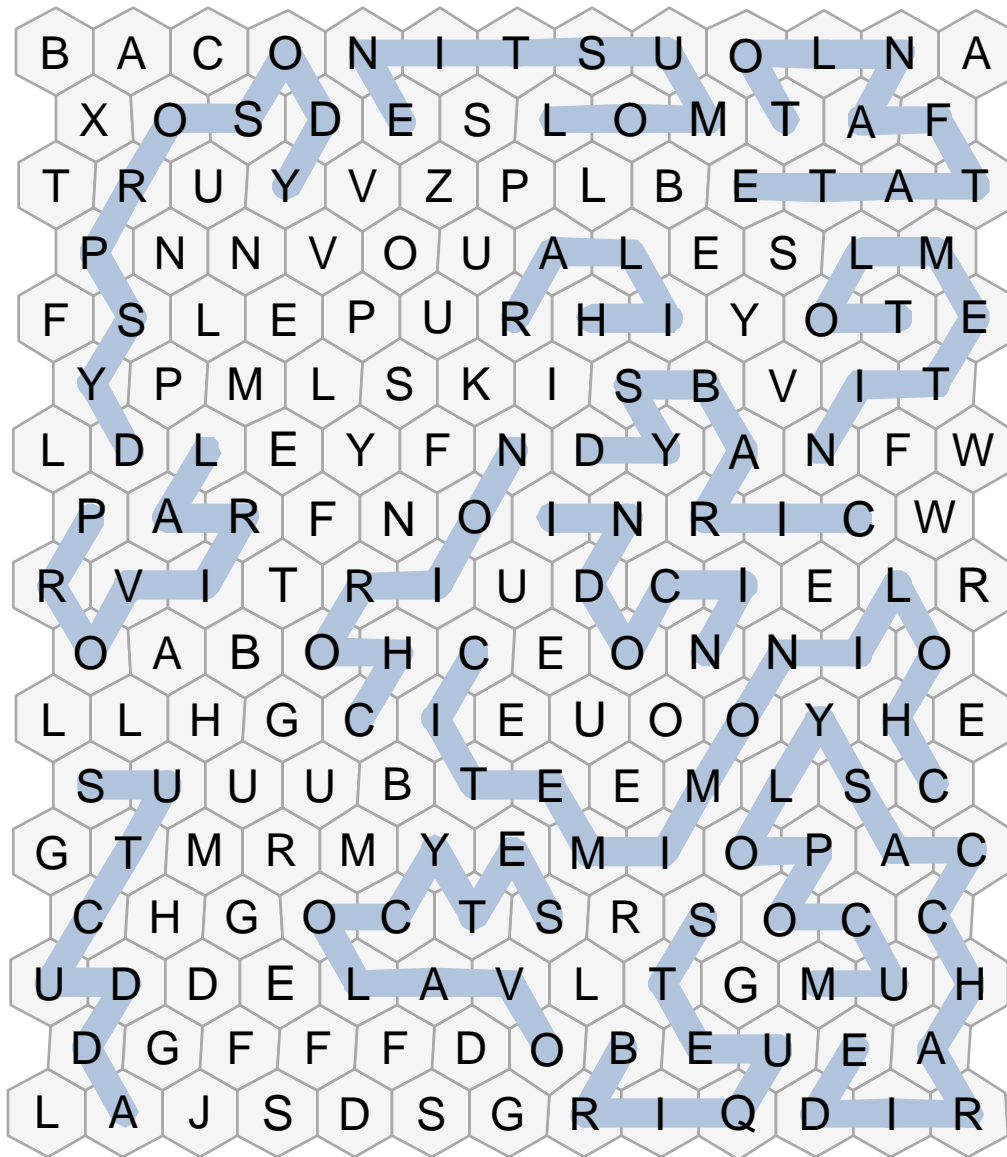 B A C O N I T S U O L N A
X O S D E S L O M T A F
T R U Y V Z P L B E T A T
P N N V O U A L E S L M
F S L E P U R H I Y O T E
Y P M L S K I S B V I T
L D L E Y F N D Y A N F W
P A R F N O I N R I C W
R V I T R I U D C I E L R
O A B O H C E O N N I O
L L H G C I E U O O Y H E
S U U U B T E E M L S C
G T M R M Y E M I O P A C
C H G O C T S R S O C C
U D D E L A V L T G M U H
D G F F F D O B E U E A
L A J S D S G R I Q D I R